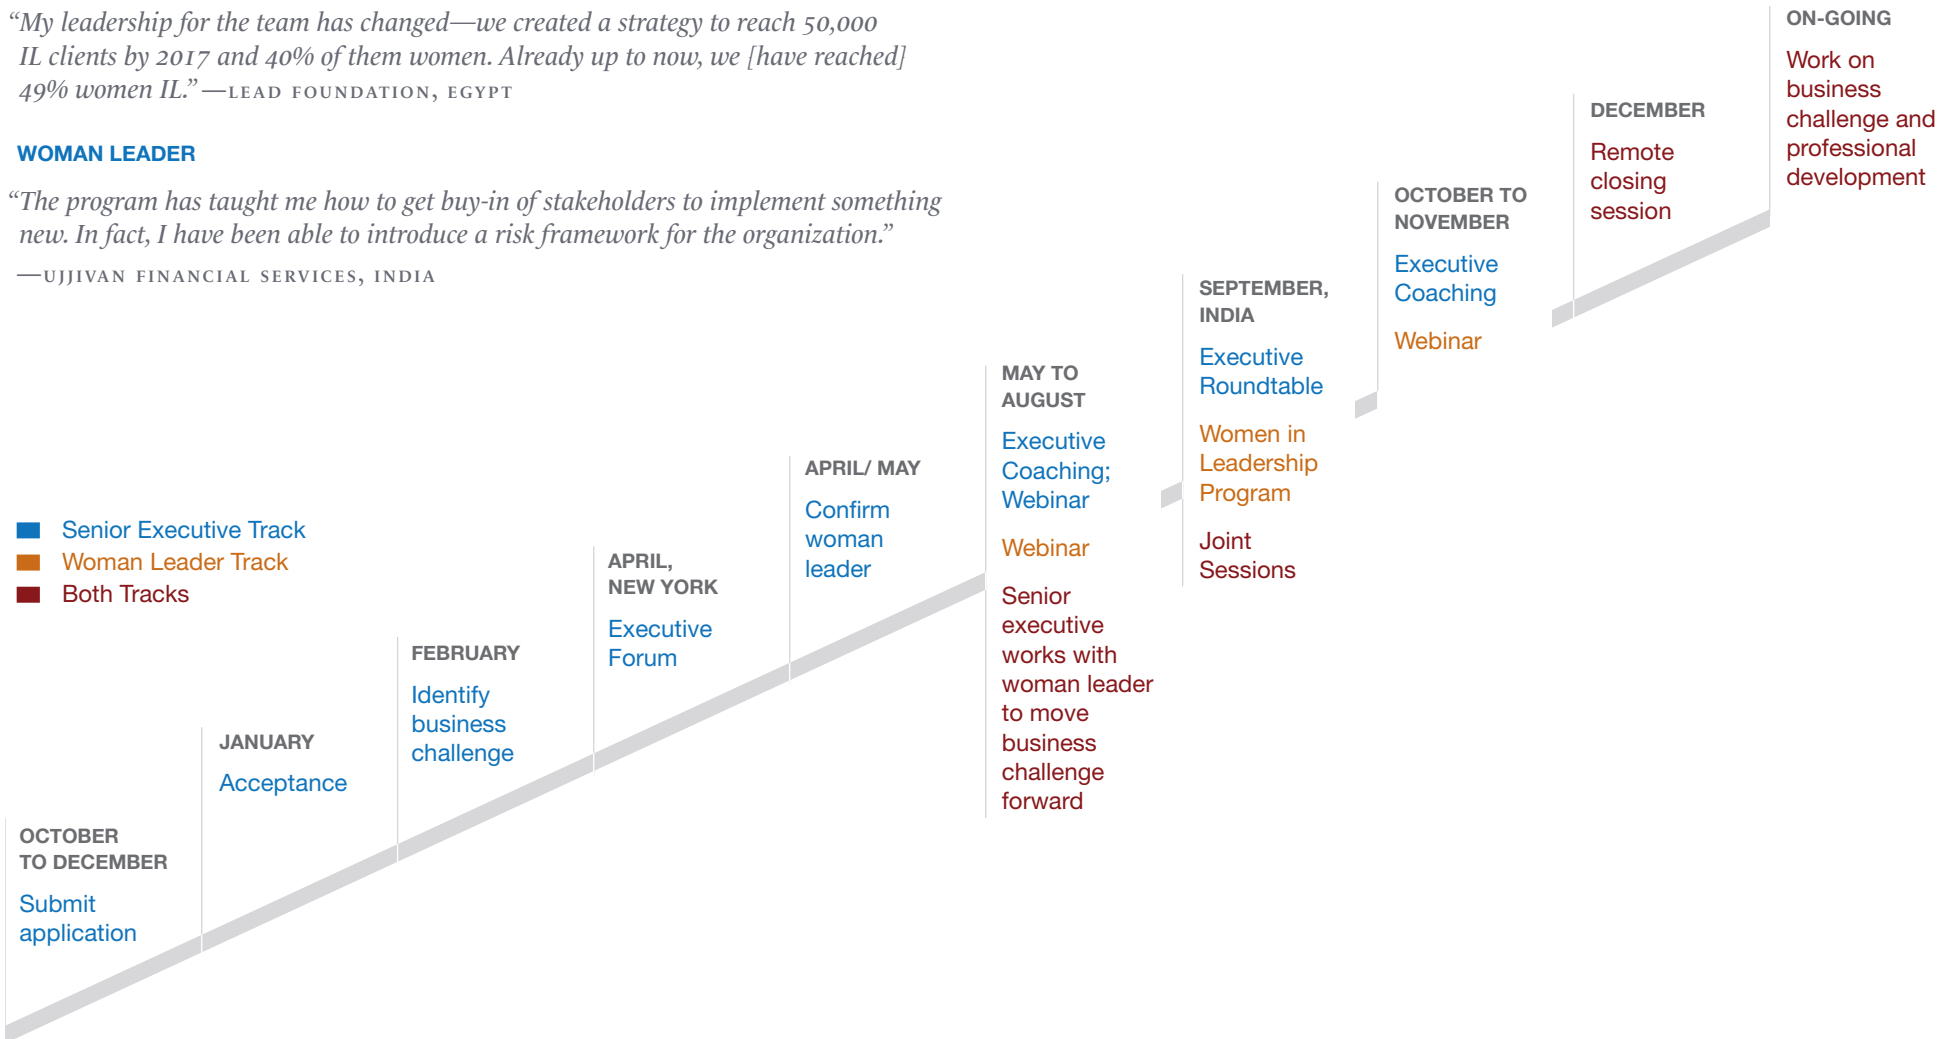 “My leadership for the team has changed—we created a strategy to reach 50,000
IL clients by 2017 and 40% of them women. Already up to now, we [have reached]
49% women IL.” —LEAD FOUNDATION, EGYPT
WOMAN LEADER
“The program has taught me how to get buy-in of stakeholders to implement something
new. In fact, I have been able to introduce a risk framework for the organization.”
—UJJIVAN FINANCIAL SERVICES, INDIA
Senior Executive Track
Woman Leader Track
Both Tracks
OCTOBER
TO DECEMBER
Submit
application
JANUARY
Acceptance
FEBRUARY
Identify
business
challenge
APRIL,
NEW YORK
Executive
Forum
APRIL/ MAY
Confirm
woman
leader
MAY TO
AUGUST
Executive
Coaching;
Webinar
Webinar
Senior
executive
works with
woman leader
to move
business
challenge
forward
SEPTEMBER,
INDIA
Executive
Roundtable
Women in
Leadership
Program
Joint
Sessions
OCTOBER TO
NOVEMBER
Executive
Coaching
Webinar
DECEMBER
Remote
closing
session
ON-GOING
Work on
business
challenge and
professional
development